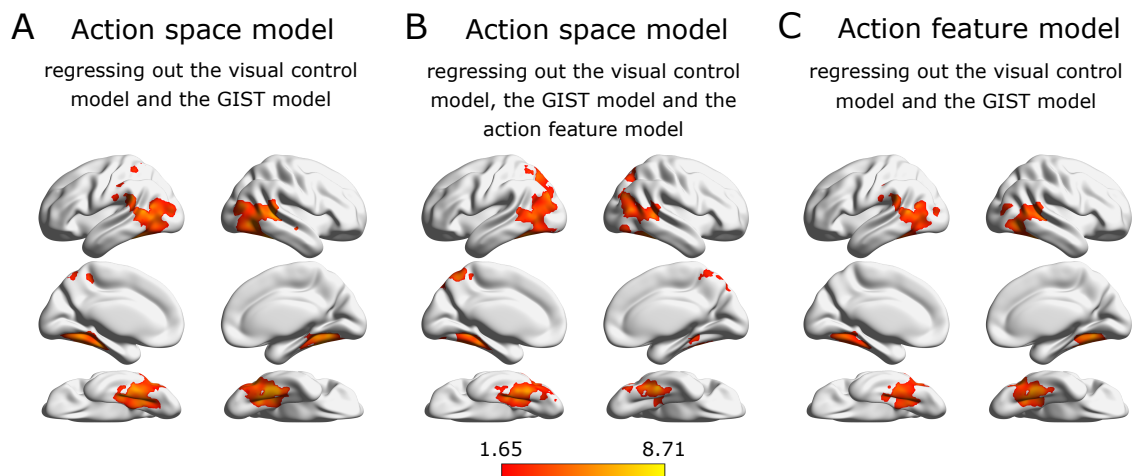 A Action space model
regressing out the visual control
model and the GIST model
B Action space model
regressing out the visual control
model, the GIST model and the
action feature model
C Action feature model
regressing out the visual control
model and the GIST model
1.65 8.71